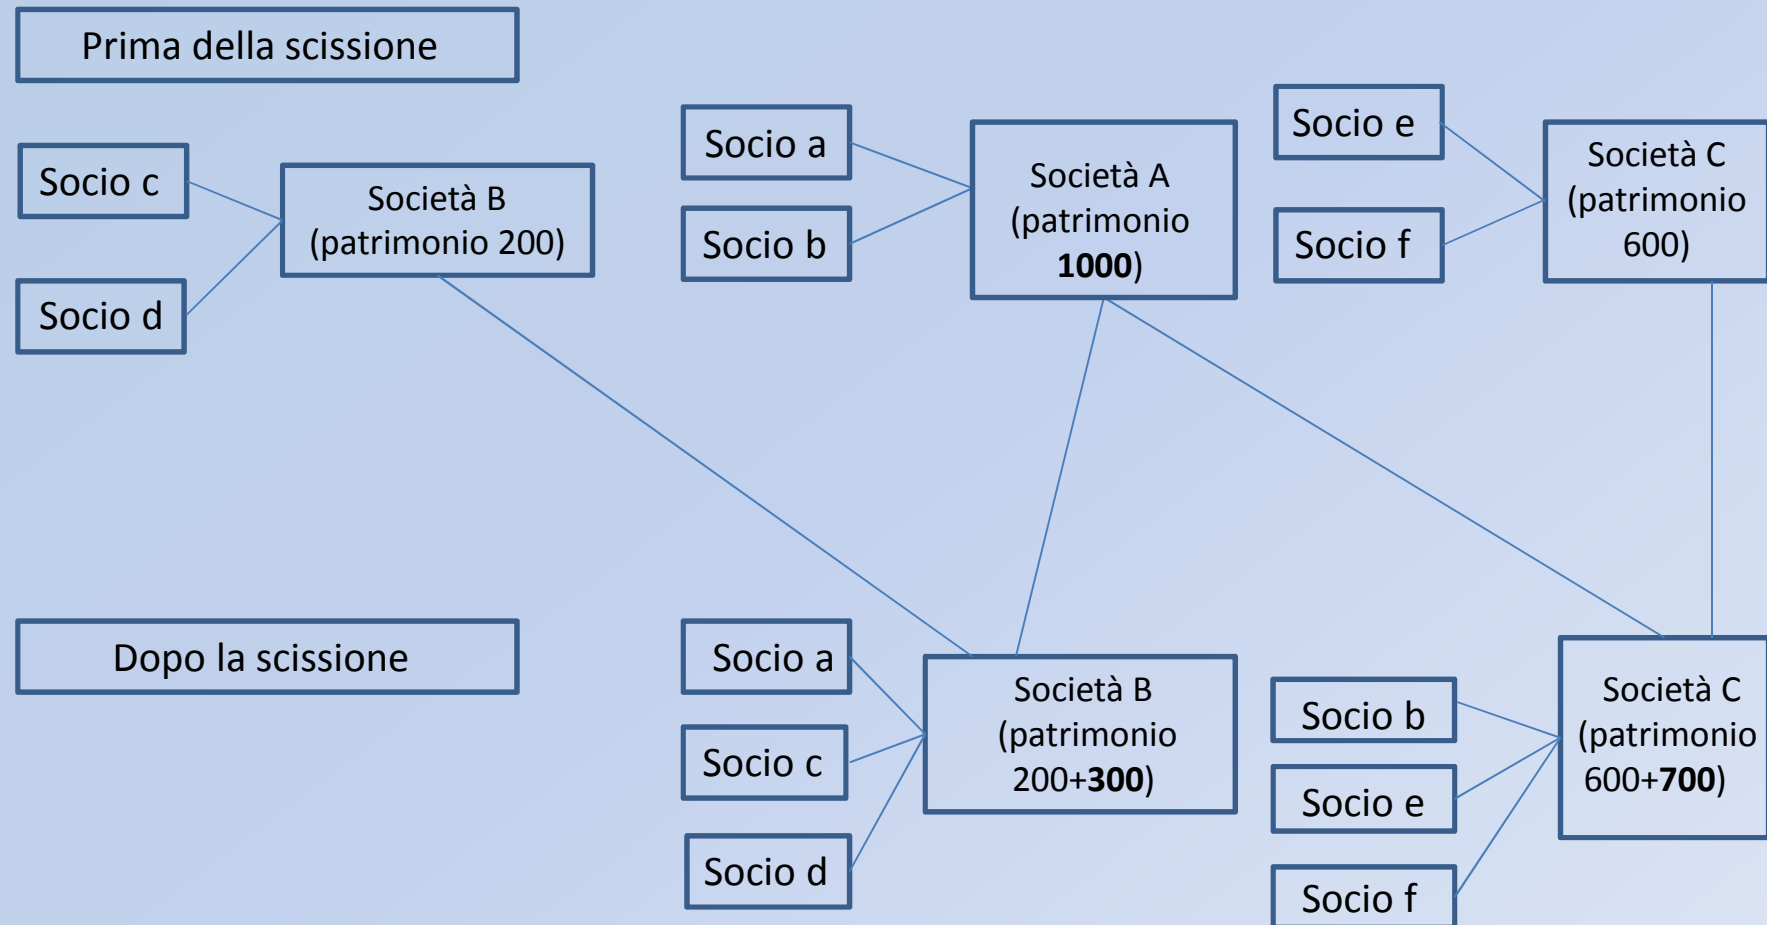 Prima della scissione
Socio c
Socio d
Società B
(patrimonio 200)
Socio a
Socio b
Società A
(patrimonio
1000)
Socio e
Socio f
Società C
(patrimonio
600)
Dopo la scissione
Socio a
Socio c
Socio d
Società B
(patrimonio
200+300)
Socio b
Socio e
Socio f
Società C
(patrimonio
600+700)